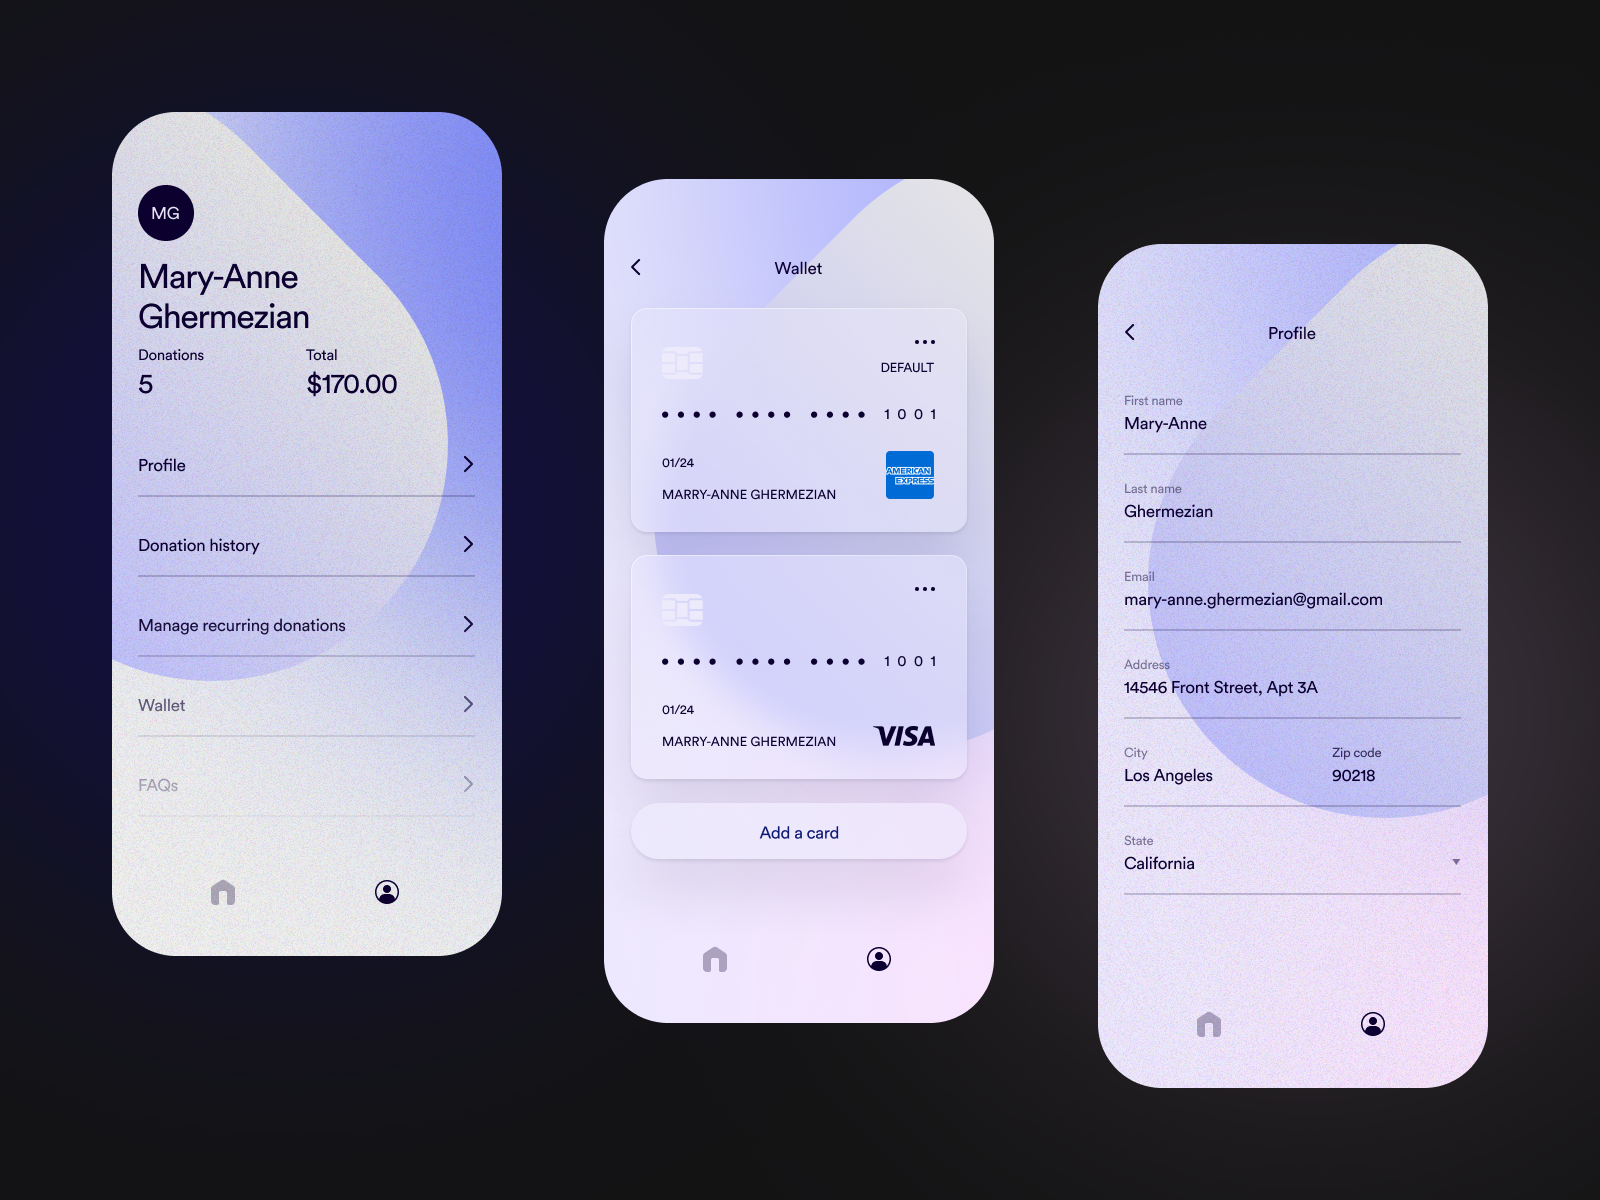 MG
Mary-Anne
Ghermezian
Donations Total
5 $170.00
Profile
Donation history
Manage recurring donations
Wallet
FAQs
Wallet
DEFAULT
•••• •••• •••• 1001
01/24
MARRY-ANNE GHERMEZIAN
AMERICAN
EXPRESS
•••• •••• •••• 1001
01/24
MARRY-ANNE GHERMEZIAN
VISA
Add a card
Profile
First name
Mary-Anne
Last name
Ghermezian
Email
mary-anne.ghermezian@gmail.com
Address
14546 Front Street, Apt 3A
City Zip code
Los Angeles 90218
State
California